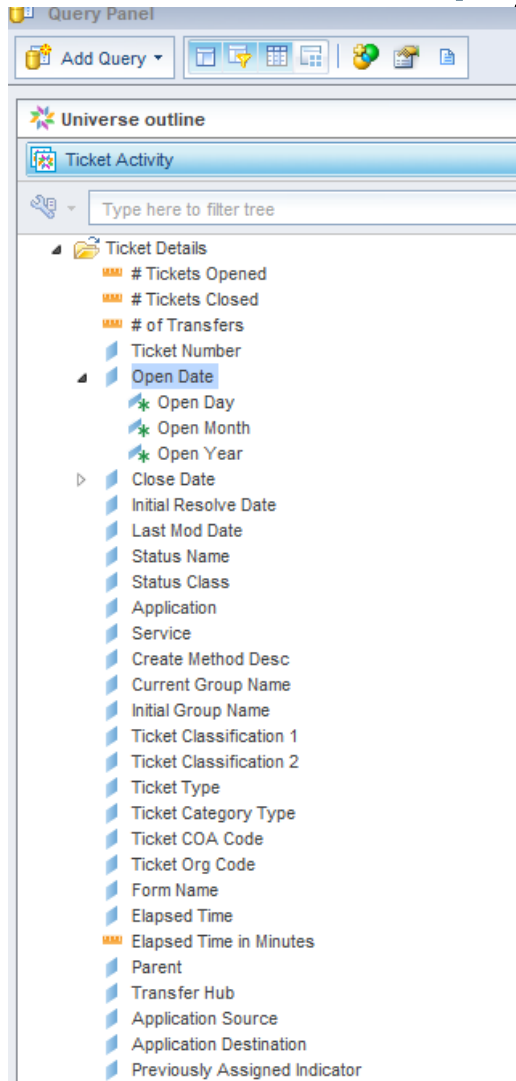 Query Panel
Add Query
Universe outline
Ticket Activity
Type here to filter tree
Ticket Details
# Tickets Opened
# Tickets Closed
# of Transfers
Ticket Number
Open Date
Open Day
Open Month
Open Year
Close Date
Initial Resolve Date
Last Mod Date
Status Name
Status Class
Application
Service
Create Method Desc
Current Group Name
Initial Group Name
Ticket Classification 1
Ticket Classification 2
Ticket Type
Ticket Category Type
Ticket COA Code
Ticket Org Code
Form Name
Elapsed Time
Elapsed Time in Minutes
Parent
Transfer Hub
Application Source
Application Destination
Previously Assigned Indicator